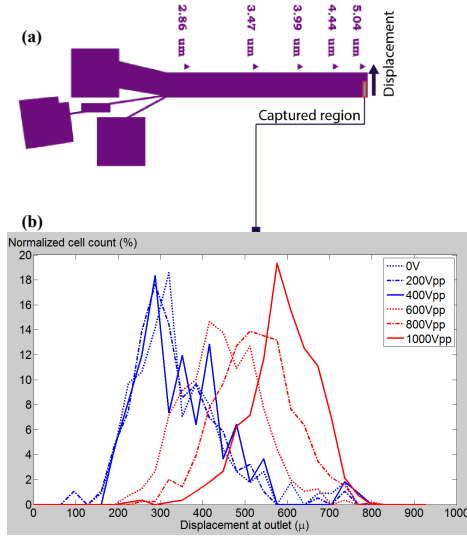 (a)
2.86 um
3.47 um
3.99 um
4.44 um
5.04 um
Displacement
Captured region
(b)
Normalized cell count (%)
20
18
16
14
12
10
8
6
4
2
0
0V
200Vpp
400Vpp
600Vpp
800Vpp
1000Vpp
0 100 200 300 400 500 600 700 800 900 1000
Displacement at outlet (μ)